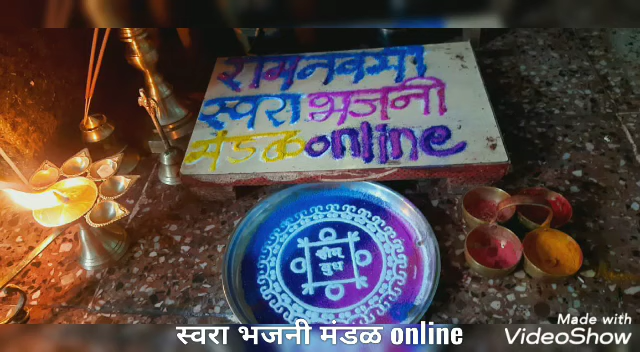 रामनवमी
स्वरा भजनी
मंडळ online
स्वरा भजनी मंडळ online
Made with
VideoShow